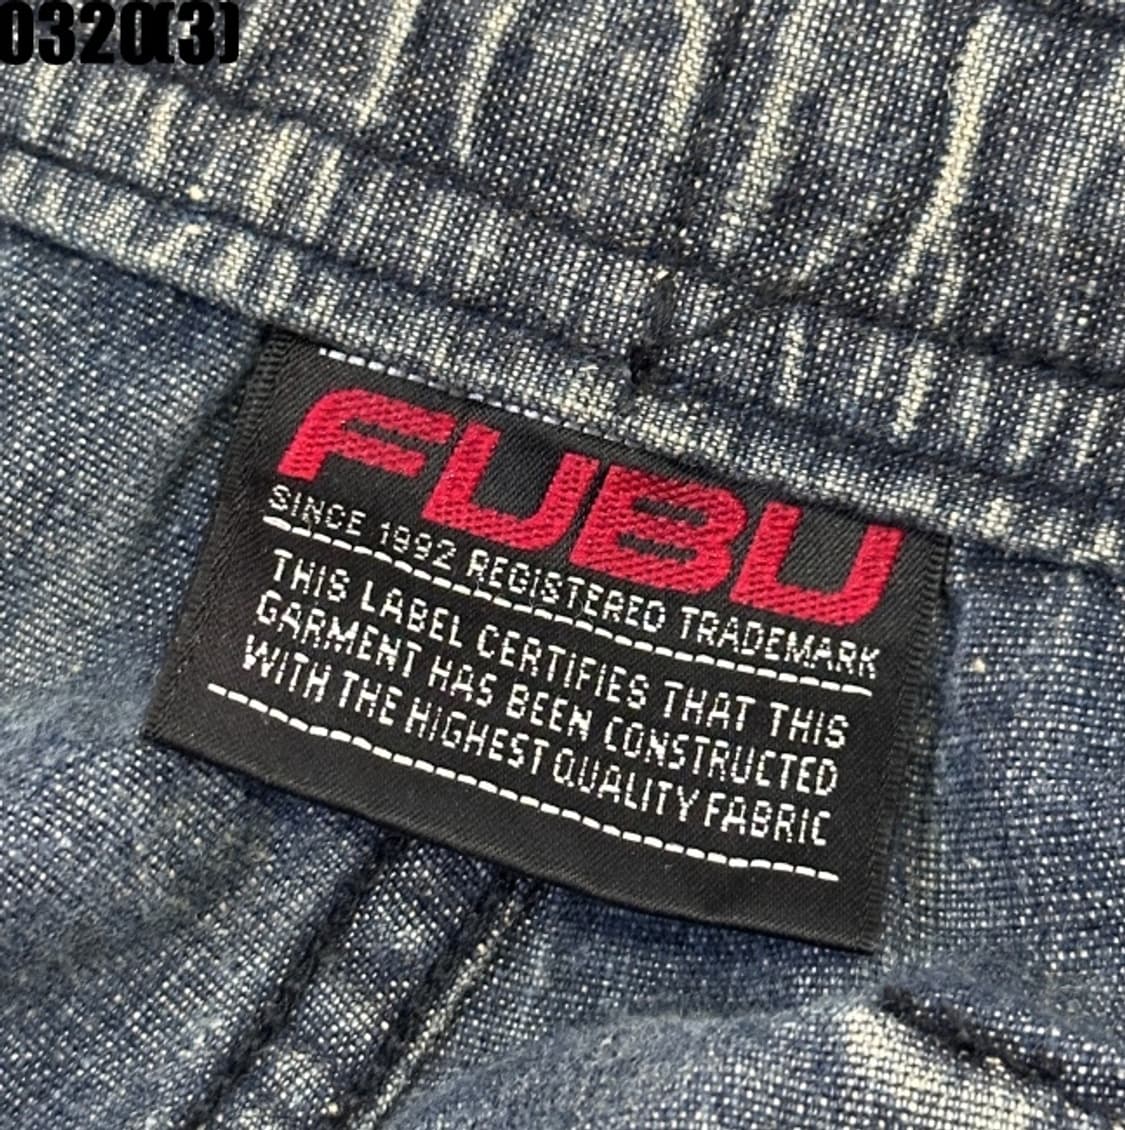 0320(3)
FUBU
SINCE 1992 REGISTERED TRADEMARK
THIS LABEL CERTIFIES THAT THIS
GARMENT HAS BEEN CONSTRUCTED
WITH THE HIGHEST QUALITY FABRIC